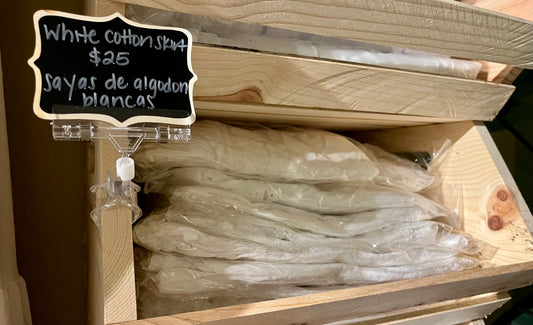 White cotton skirt
$25
sayas de algodon
blancas